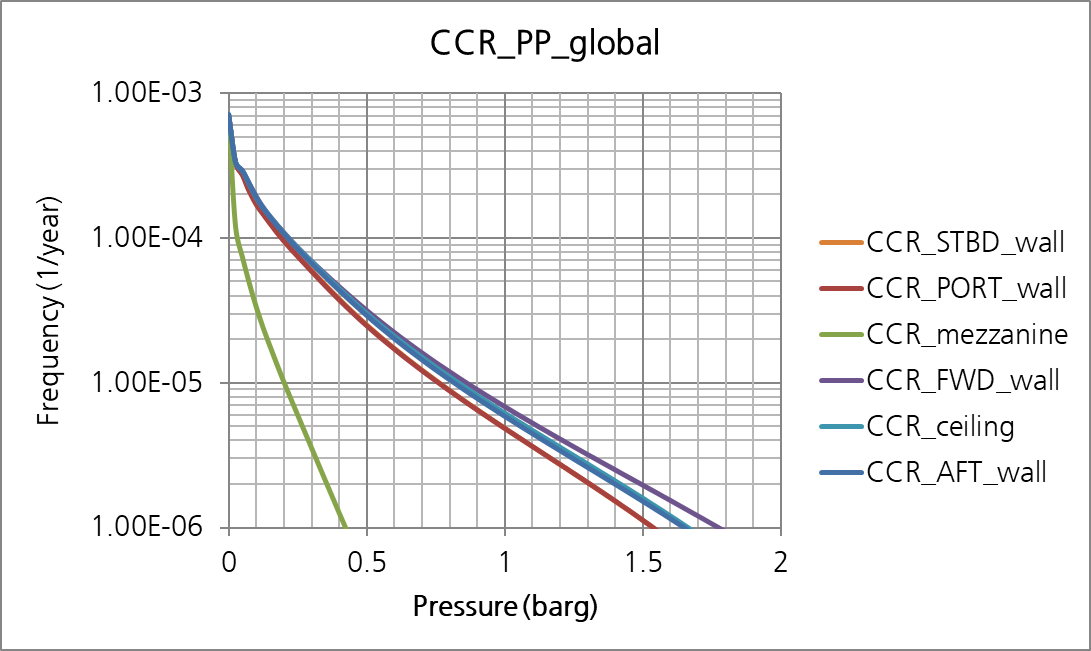 CCR_PP_global
1.00E-03
1.00E-04
1.00E-05
1.00E-06
Frequency (1/year)
0 0.5 1 1.5 2
Pressure (barg)
CCR_STBD_wall
CCR_PORT_wall
CCR_mezzanine
CCR_FWD_wall
CCR_ceiling
CCR_AFT_wall